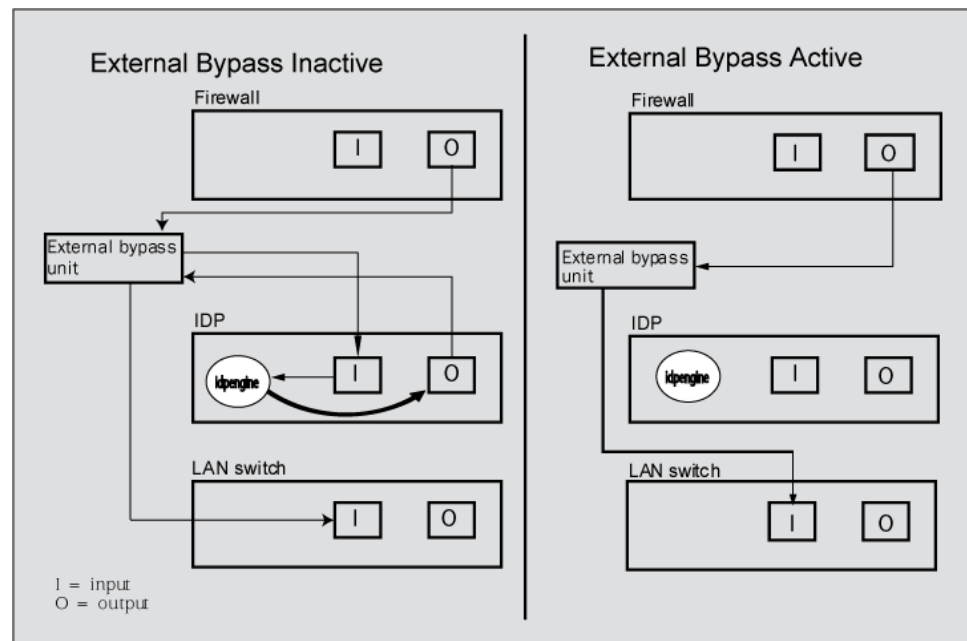 External Bypass Inactive
Firewall
I
O
External bypass
unit
IDP
idpengine
I
O
LAN switch
I
O
I = input
O = output
External Bypass Active
Firewall
I
O
External bypass
unit
IDP
idpengine
I
O
LAN switch
I
O